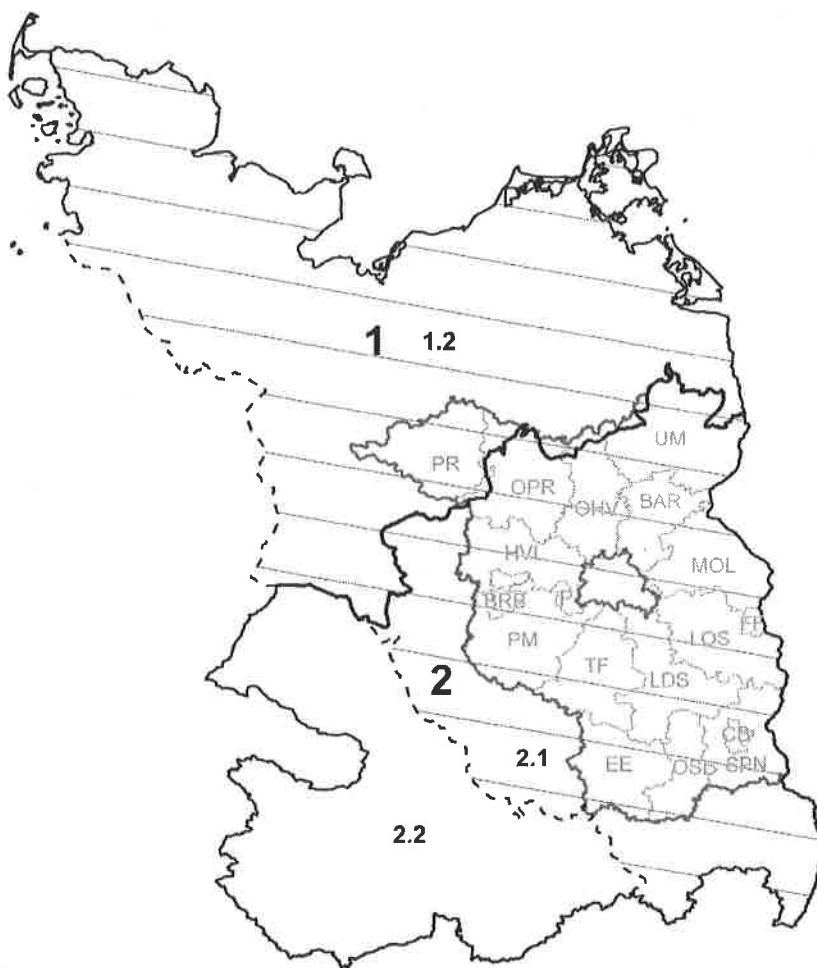 1 1.2
UM
PR
OPR
BAR
OHV
HVL
MOL
BRB
P
FF
PM
LOS
TF
LDS
2
CB
2.1
EE
OSL
SPN
2.2